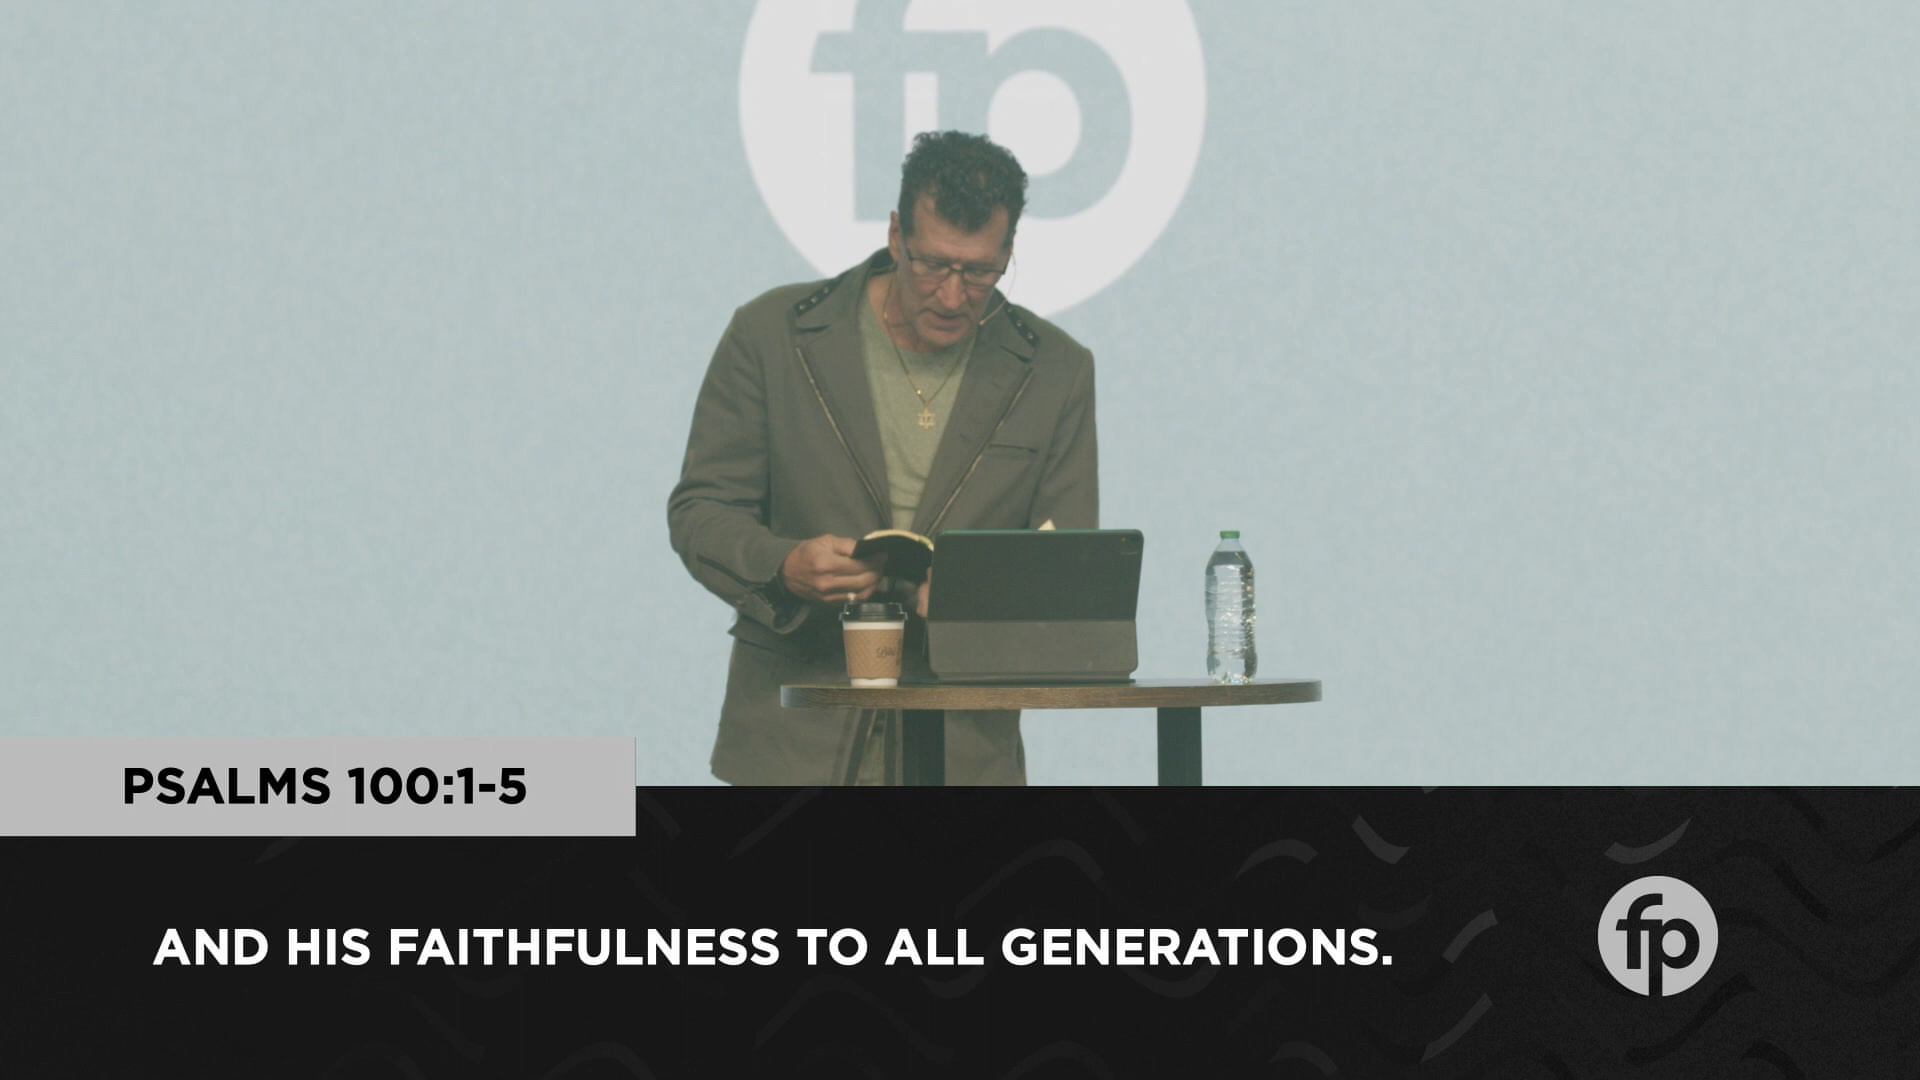 fp
PSALMS 100:1-5
AND HIS FAITHFULNESS TO ALL GENERATIONS.
fp